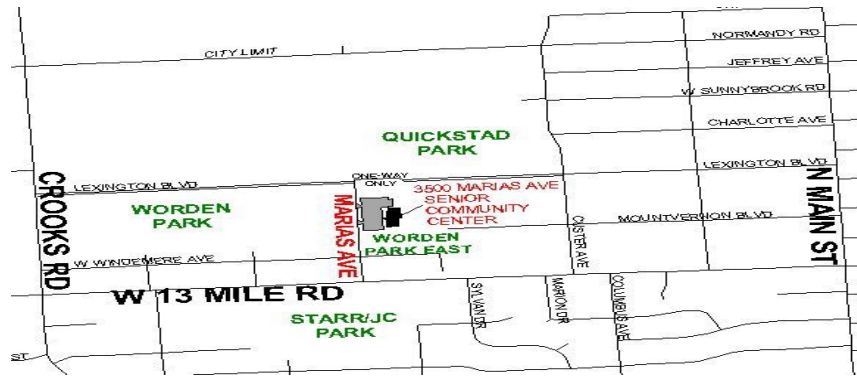 CITY LIMIT
NORMANDY RD
JEFFREY AVE
W SUNNYBROOK RD
CHARLOTTE AVE
QUICKSTAD
PARK
LEXINGTON BLVD
ONE-WAY
ONLY
LEXINGTON BLVD
CROOKS RD
WORDEN
PARK
MARIAS AVE
3500 MARIAS AVE
SENIOR
COMMUNITY
CENTER
WORDEN
PARK EAST
CUSTER AVE
MOUNTVERNON BLVD
N MAIN ST
W WINDEMERE AVE
W 13 MILE RD
STARR/JC
PARK
SYLVAN DR
MARION DR
COLUMBUS AVE
ST